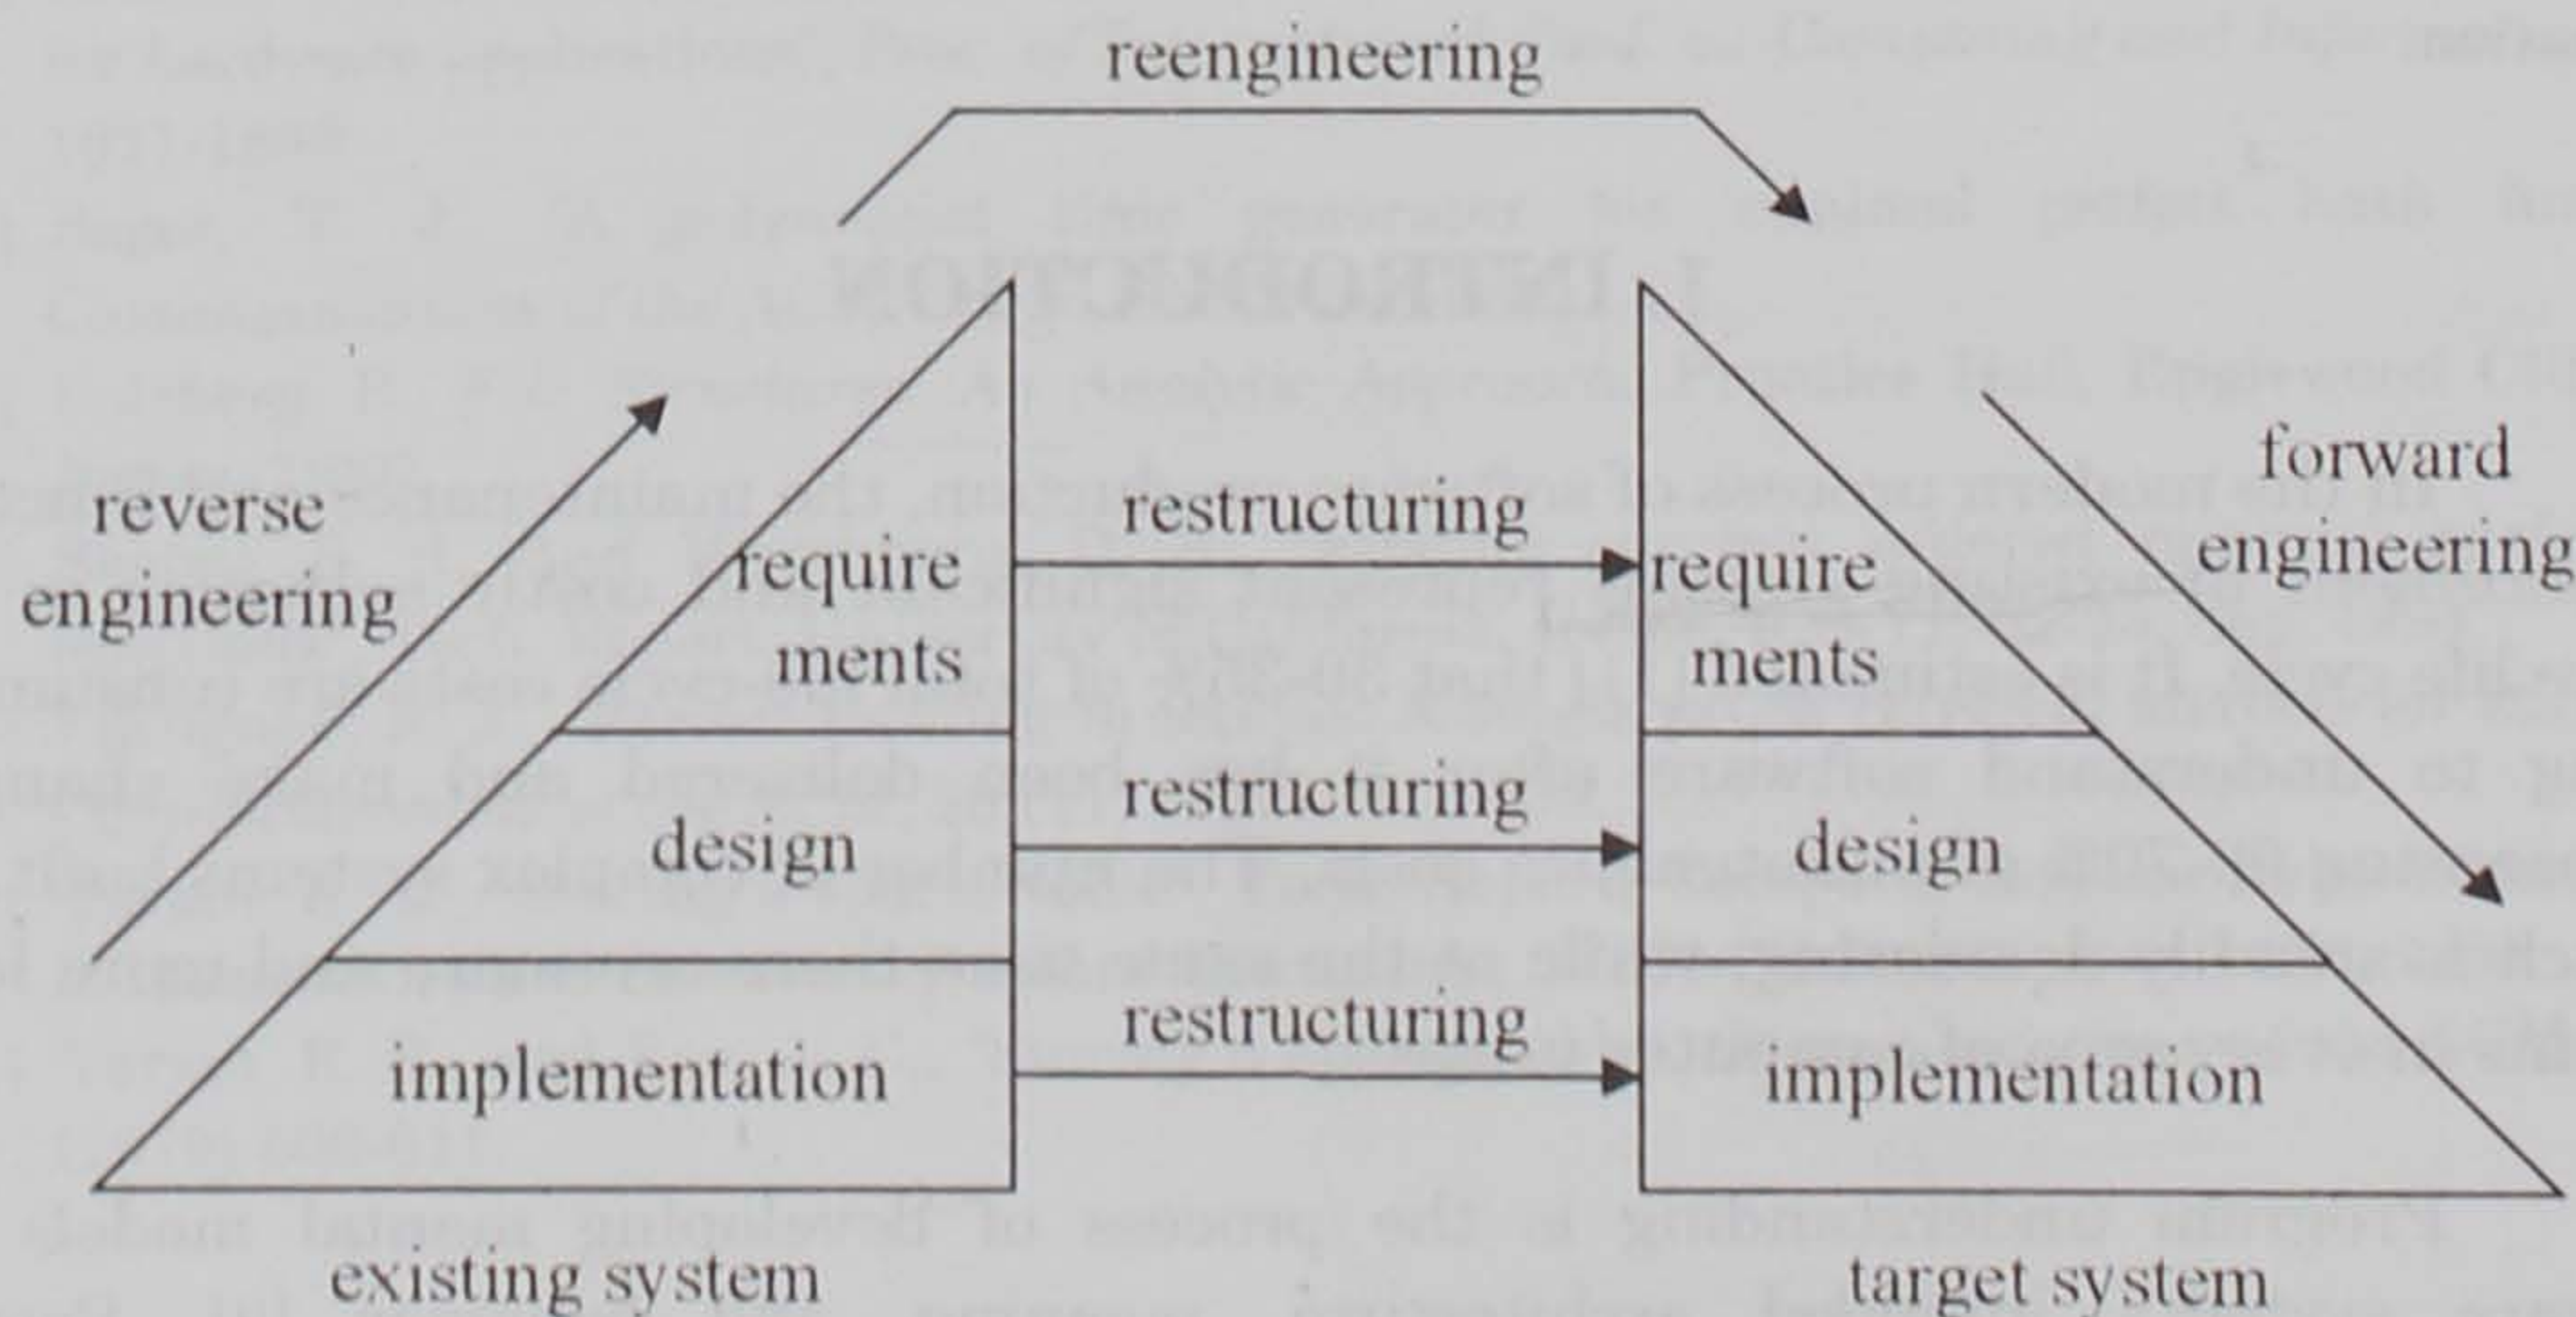 reengineering
reverse
engineering
forward
engineering
require
ments
restructuring
require
ments
design
restructuring
design
implementation
restructuring
implementation
existing system
target system